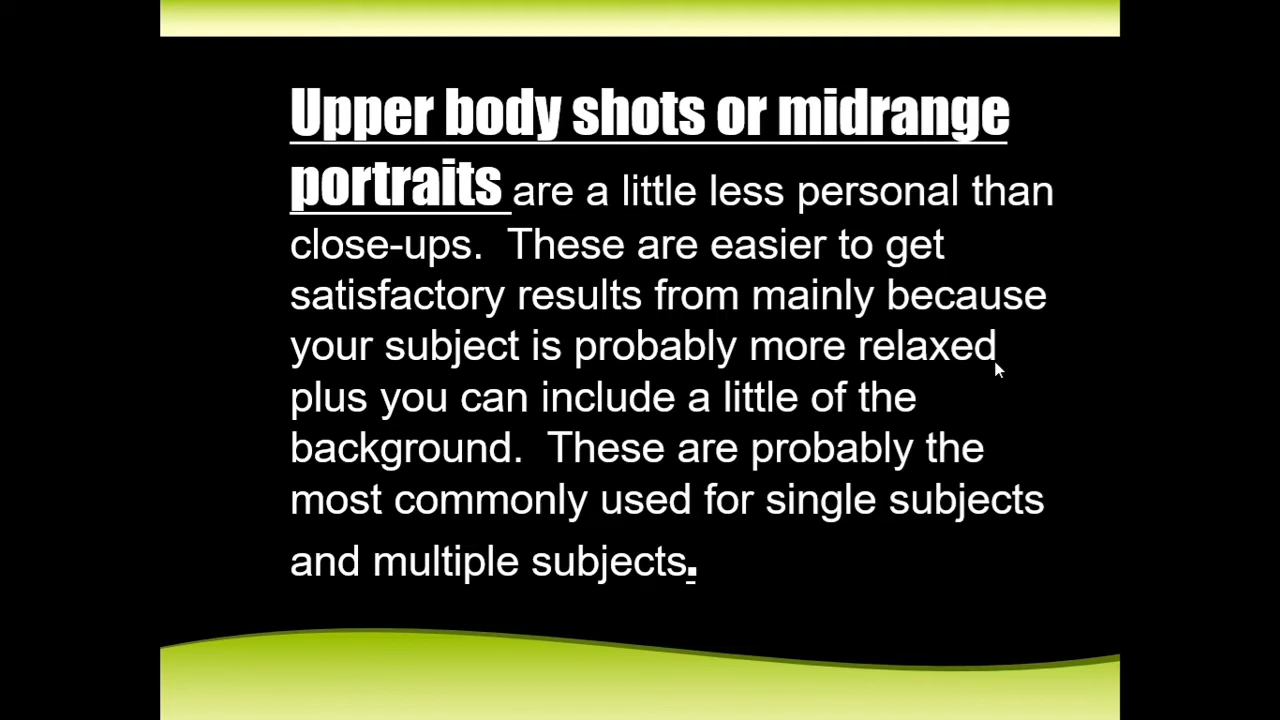 Upper body shots or midrange
portraits are a little less personal than
close-ups.  These are easier to get
satisfactory results from mainly because
your subject is probably more relaxed
plus you can include a little of the
background.  These are probably the
most commonly used for single subjects
and multiple subjects.